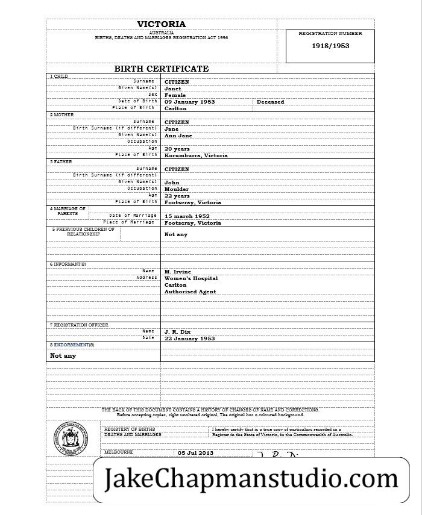 VICTORIA
AUSTRALIA
BIRTHS, DEATHS AND MARRIAGES REGISTRATION ACT 1996
REGISTRATION NUMBER
1918/1953
BIRTH CERTIFICATE
1 CHILD
Surname CITIZEN
Given Name(s) Janet
Sex Female
Date of Birth 09 January 1953 Deceased
Place of Birth Carlton
2 MOTHER
Surname CITIZEN
Birth Surname (if different) Jane
Given Name(s) Ann Jane
Occupation
Age 20 years
Place of Birth Korumburra, Victoria
3 FATHER
Surname CITIZEN
Birth Surname (if different)
Given Name(s) John
Occupation Moulder
Age 22 years
Place of Birth Footscray, Victoria
4 MARRIAGE OF PARENTS
Date of Marriage 15 march 1952
Place of Marriage Footscray, Victoria
5 PREVIOUS CHILDREN OF RELATIONSHIP
Not any
6 INFORMANT(S)
Name M. Irvine
Address Women's Hospital
Carlton
Authorised Agent
7 REGISTRATION OFFICER
Name J. R. Dix
Date 22 January 1953
8 ENDORSEMENT(S)
Not any
THE BACK OF THIS DOCUMENT CONTAINS A HISTORY OF CHANGES OF NAME AND CORRECTIONS.
Before accepting copies, sight unaltered original. The original has a coloured background.
REGISTRY OF BIRTHS
DEATHS AND MARRIAGES
I hereby certify that is a true copy of particulars recorded in a
Register in the State of Victoria, in the Commonwealth of Australia.
MELBOURNE 05 Jul 2013
JakeChapmanstudio.com